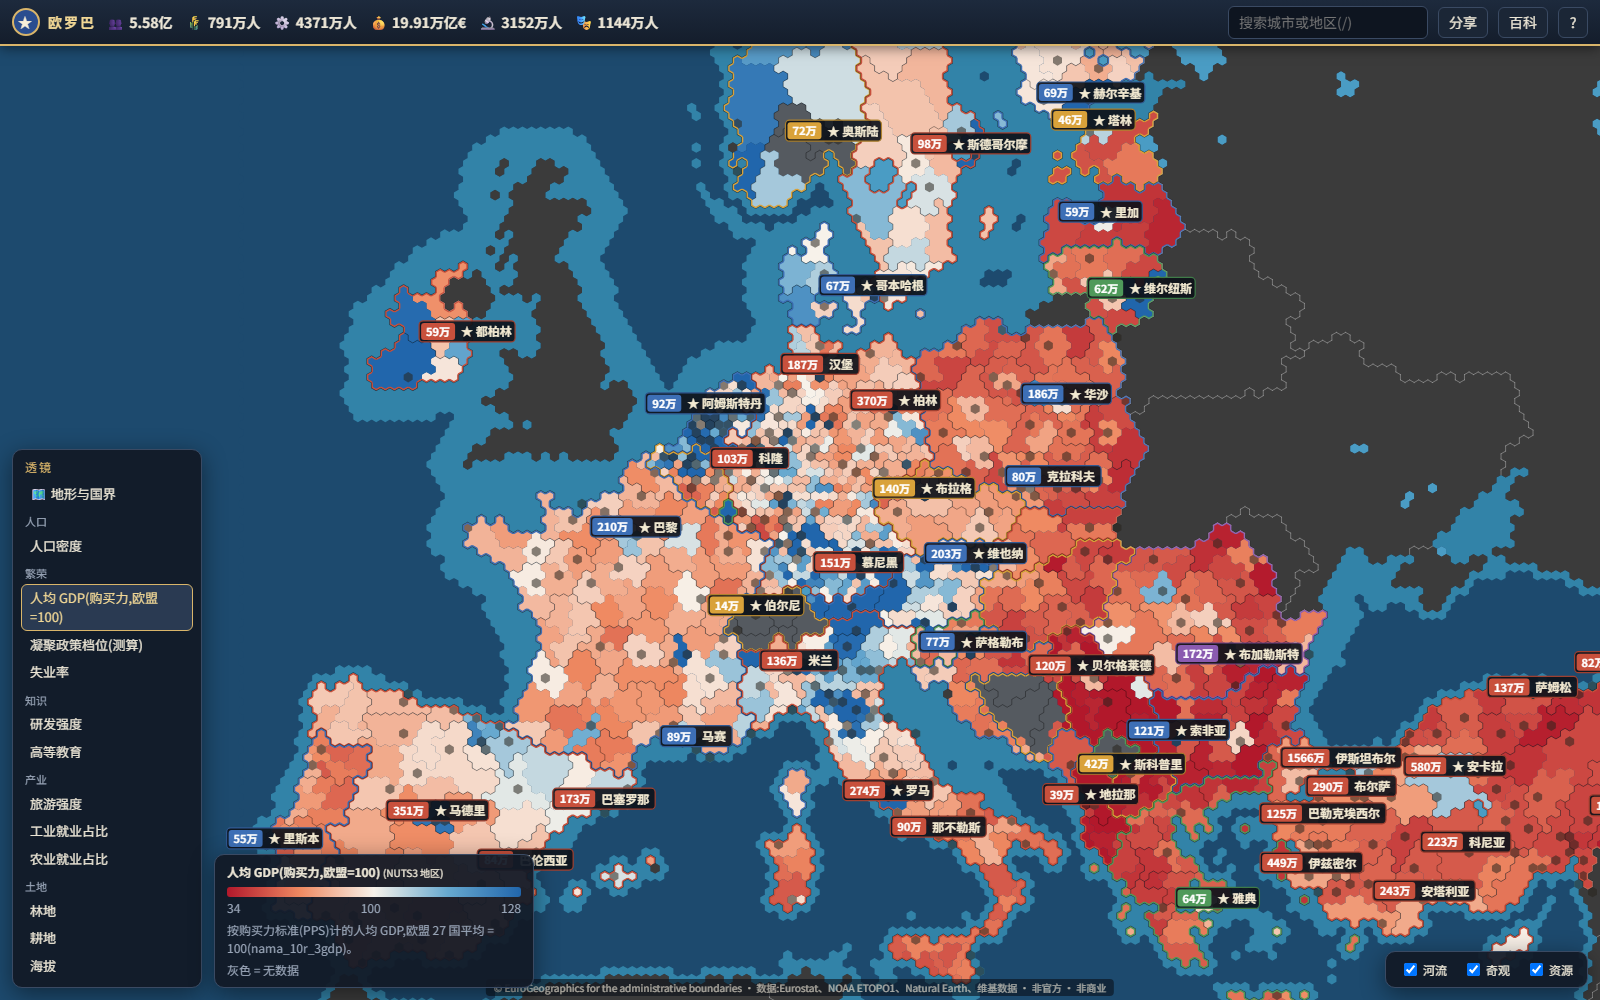 欧罗巴 5.58亿 791万人 4371万人 19.91万亿€ 3152万人 1144万人 搜索城市或地区(/) 分享 百科 ?
69万 ★ 赫尔辛基
46万 ★ 塔林
72万 ★ 奥斯陆
98万 ★ 斯德哥尔摩
59万 ★ 里加
67万 ★ 哥本哈根
62万 ★ 维尔纽斯
59万 ★ 都柏林
187万 汉堡
92万 ★ 阿姆斯特丹
370万 ★ 柏林
186万 ★ 华沙
103万 科隆
140万 ★ 布拉格
80万 克拉科夫
210万 ★ 巴黎
151万 慕尼黑
203万 ★ 维也纳
14万 ★ 伯尔尼
77万 ★ 萨格勒布
136万 米兰
120万 ★ 贝尔格莱德
172万 ★ 布加勒斯特
82万
137万 萨姆松
89万 马赛
121万 ★ 索非亚
42万 ★ 斯科普里
1566万 伊斯坦布尔
580万 ★ 安卡拉
290万 布尔萨
274万 ★ 罗马
39万 ★ 地拉那
173万 巴塞罗那
351万 ★ 马德里
125万 巴勒克埃西尔
90万 那不勒斯
55万 ★ 里斯本
223万 科尼亚
伦西亚
449万 伊兹密尔
243万 安塔利亚
64万 ★ 雅典
透镜
地形与国界
人口
人口密度
繁荣
人均 GDP(购买力,欧盟
=100)
凝聚政策档位(测算)
失业率
知识
研发强度
高等教育
产业
旅游强度
工业就业占比
农业就业占比
土地
林地
耕地
海拔
人均 GDP(购买力,欧盟=100) (NUTS3 地区)
34 100 128
按购买力标准(PPS)计的人均 GDP,欧盟 27 国平均 =
100(nama_10r_3gdp)。
灰色 = 无数据
河流 奇观 资源
© EuroGeographics for the administrative boundaries · 数据:Eurostat、NOAA ETOPO1、Natural Earth、维基数据 · 非官方 · 非商业